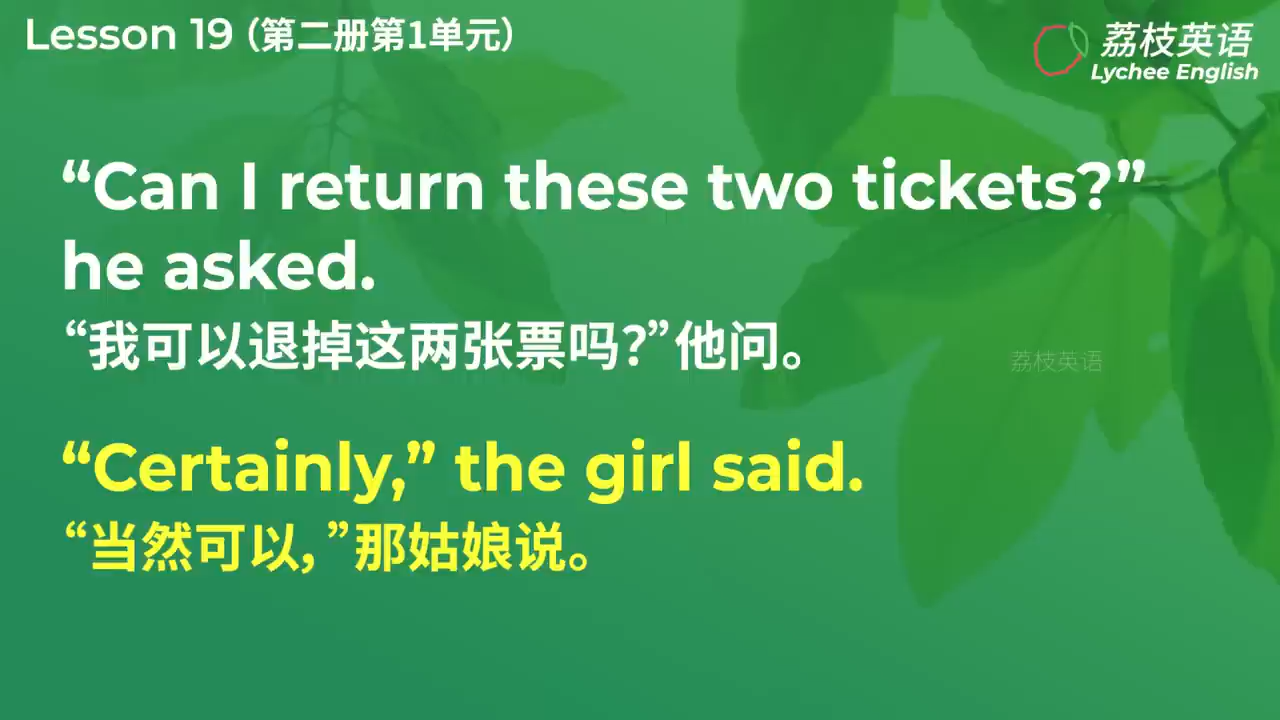 Lesson 19（第二册第1单元）
荔枝英语
Lychee English
“Can I return these two tickets?”
he asked.
“我可以退掉这两张票吗?”他问。
荔枝英语
“Certainly,” the girl said.
“当然可以, ”那姑娘说。